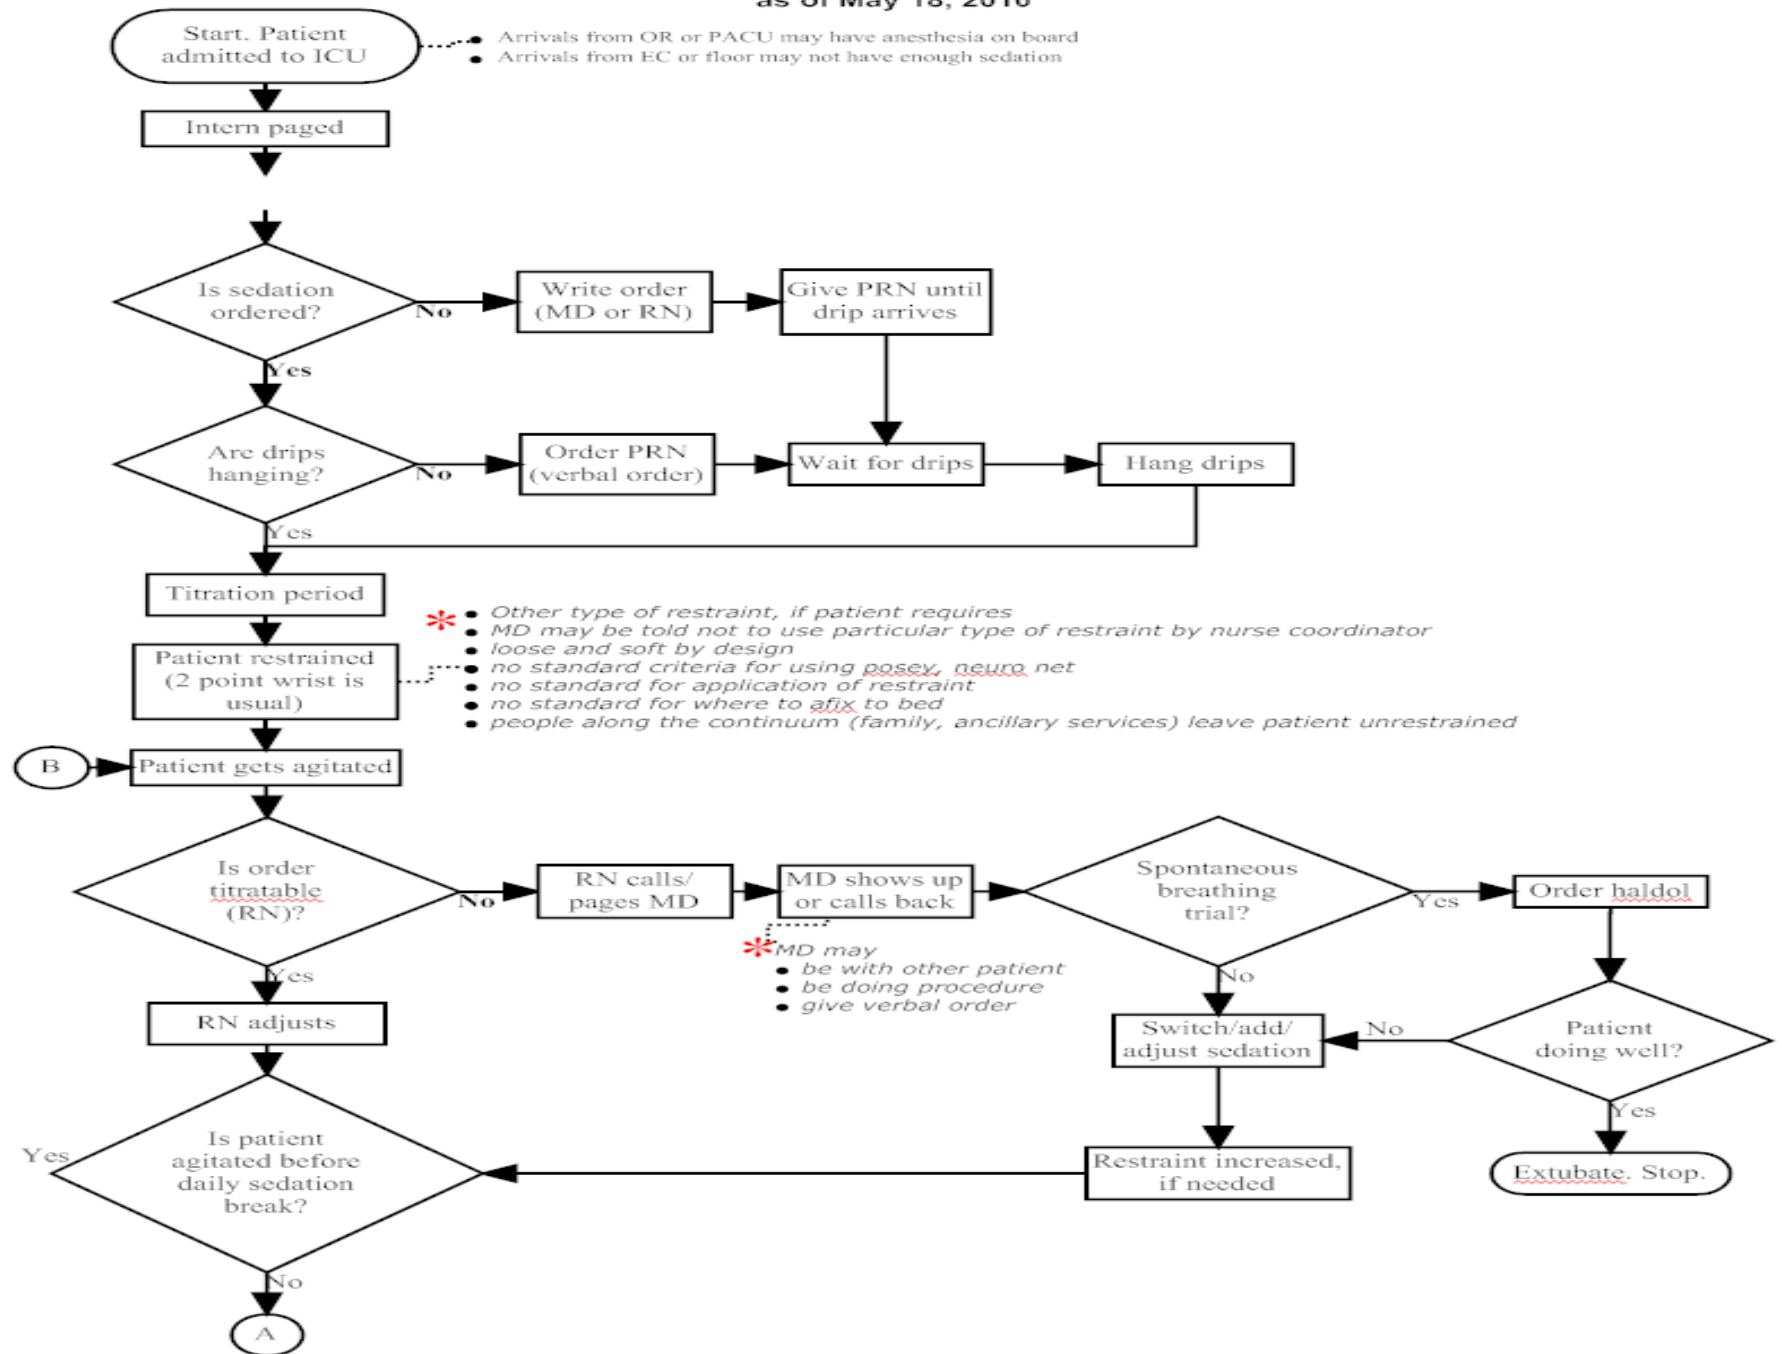 as of May 18, 2010
Start. Patient
admitted to ICU
Arrivals from OR or PACU may have anesthesia on board
Arrivals from EC or floor may not have enough sedation
Intern paged
Is sedation
ordered?
No
Write order
(MD or RN)
Give PRN until
drip arrives
Yes
Are drips
hanging?
No
Order PRN
(verbal order)
Wait for drips
Hang drips
Yes
Titration period
* Other type of restraint, if patient requires
MD may be told not to use particular type of restraint by nurse coordinator
loose and soft by design
no standard criteria for using posey, neuro net
no standard for application of restraint
no standard for where to afix to bed
people along the continuum (family, ancillary services) leave patient unrestrained
Patient restrained
(2 point wrist is
usual)
B
Patient gets agitated
Is order
titratable
(RN)?
No
RN calls/
pages MD
MD shows up
or calls back
Spontaneous
breathing
trial?
Yes
Order haldol
*MD may
be with other patient
be doing procedure
give verbal order
Yes
RN adjusts
No
Switch/add/
adjust sedation
No
Patient
doing well?
Yes
Extubate. Stop.
Restraint increased,
if needed
Yes
Is patient
agitated before
daily sedation
break?
No
A